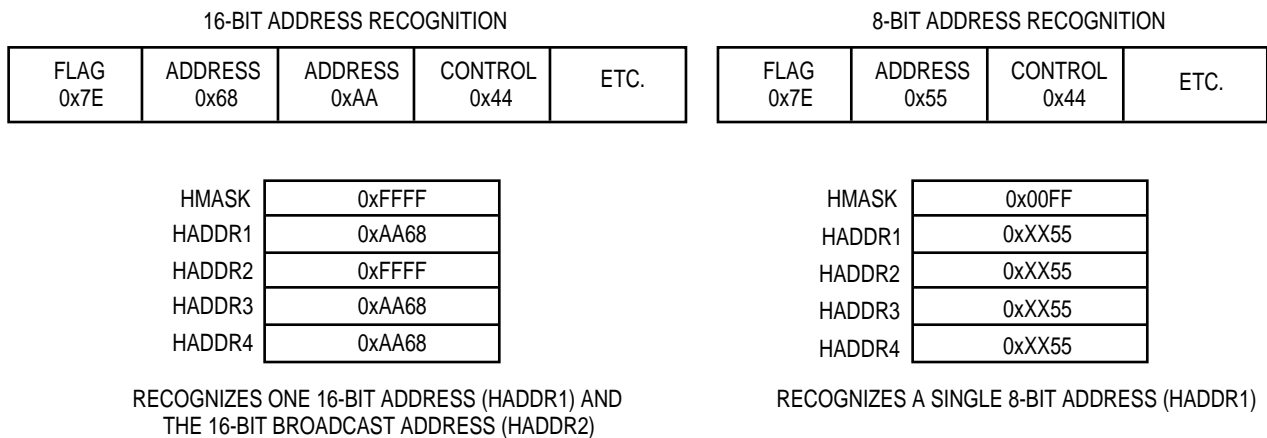 16-BIT ADDRESS RECOGNITION
FLAG ADDRESS ADDRESS CONTROL ETC.
0x7E 0x68 0xAA 0x44
HMASK 0xFFFF
HADDR1 0xAA68
HADDR2 0xFFFF
HADDR3 0xAA68
HADDR4 0xAA68
RECOGNIZES ONE 16-BIT ADDRESS (HADDR1) AND
THE 16-BIT BROADCAST ADDRESS (HADDR2)
8-BIT ADDRESS RECOGNITION
FLAG ADDRESS CONTROL ETC.
0x7E 0x55 0x44
HMASK 0x00FF
HADDR1 0xXX55
HADDR2 0xXX55
HADDR3 0xXX55
HADDR4 0xXX55
RECOGNIZES A SINGLE 8-BIT ADDRESS (HADDR1)